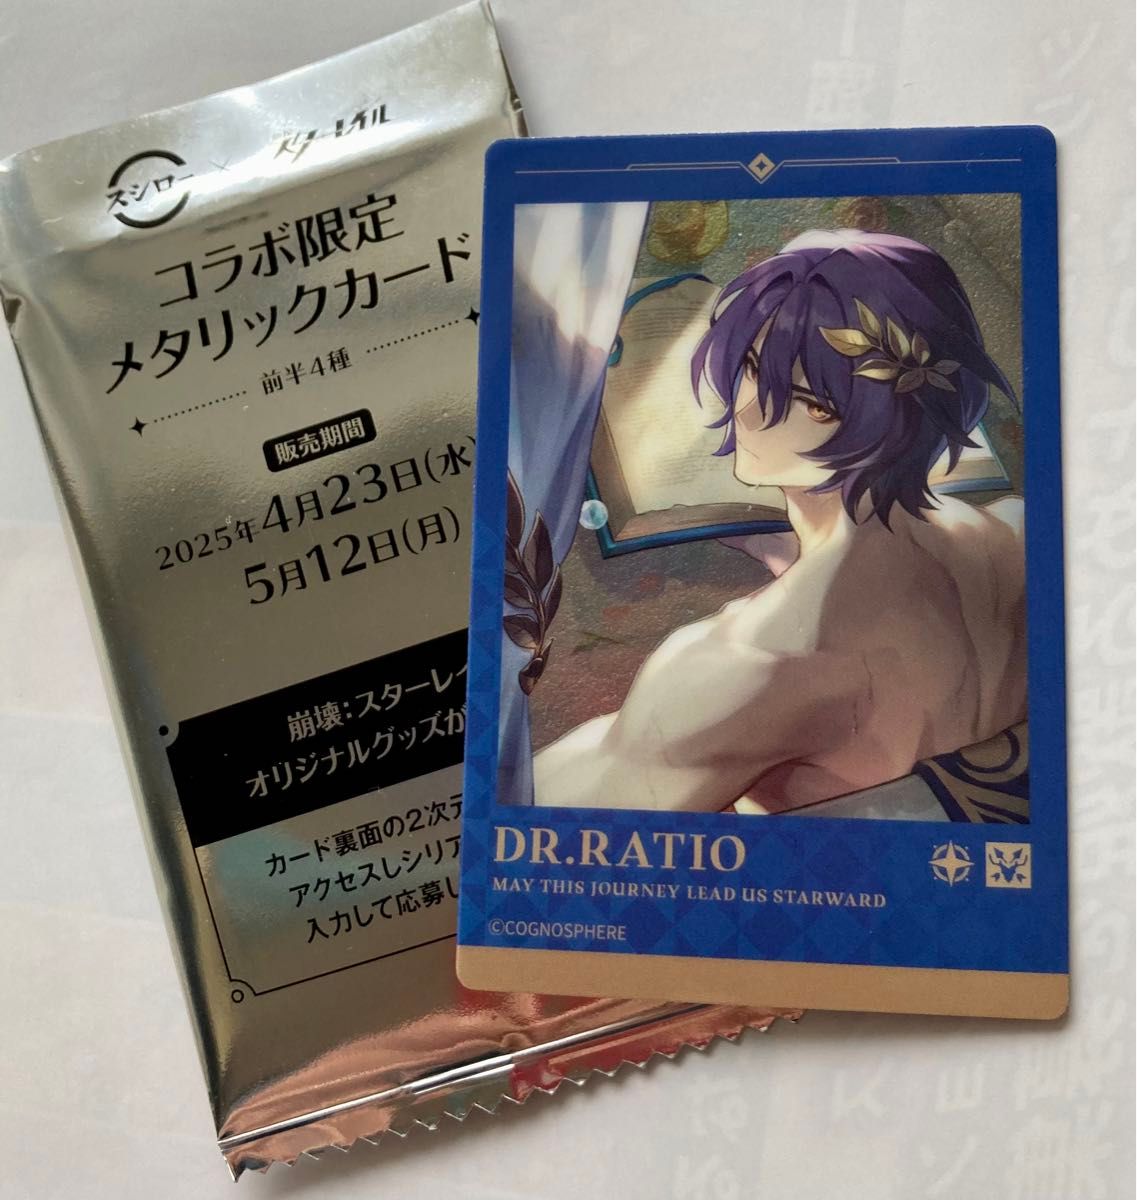 スシロー × スターレイル
コラボ限定
メタリックカード
前半4種
販売期間
2025年4月23日(水)
5月12日(月)
崩壊:スターレイ
オリジナルグッズが
カード裏面の2次元
アクセスしシリア
入力して応募し
DR.RATIO
MAY THIS JOURNEY LEAD US STARWARD
©COGNOSPHERE